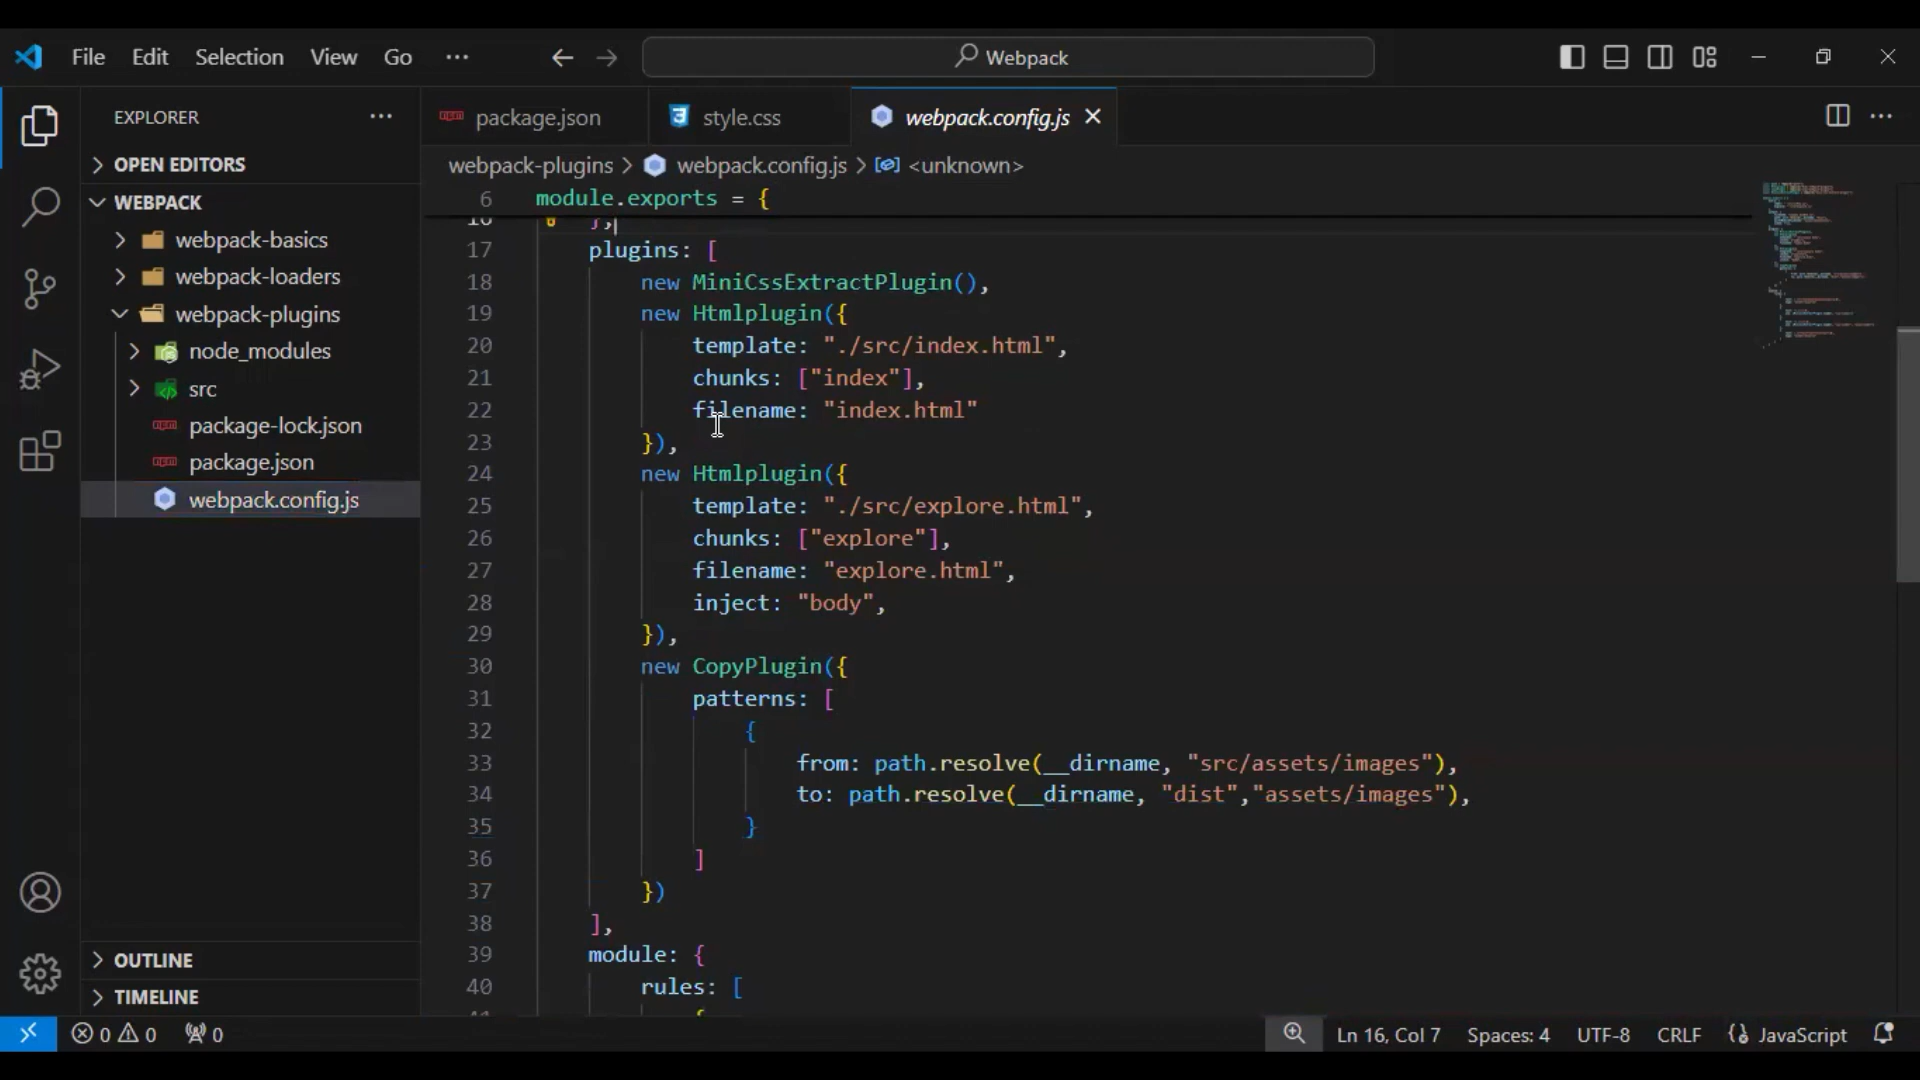 File Edit Selection View Go ··· Webpack
EXPLORER ···
OPEN EDITORS
WEBPACK
webpack-basics
webpack-loaders
webpack-plugins
node_modules
src
package-lock.json
package.json
webpack.config.js
OUTLINE
TIMELINE
package.json style.css webpack.config.js
webpack-plugins > webpack.config.js > <unknown>
6 module.exports = {
16 },
17 plugins: [
18 new MiniCssExtractPlugin(),
19 new Htmlplugin({
20 template: "./src/index.html",
21 chunks: ["index"],
22 filename: "index.html"
23 }),
24 new Htmlplugin({
25 template: "./src/explore.html",
26 chunks: ["explore"],
27 filename: "explore.html",
28 inject: "body",
29 }),
30 new CopyPlugin({
31 patterns: [
32 {
33 from: path.resolve(__dirname, "src/assets/images"),
34 to: path.resolve(__dirname, "dist","assets/images"),
35 }
36 ]
37 })
38 ],
39 module: {
40 rules: [
0 0 0 Ln 16, Col 7 Spaces: 4 UTF-8 CRLF JavaScript